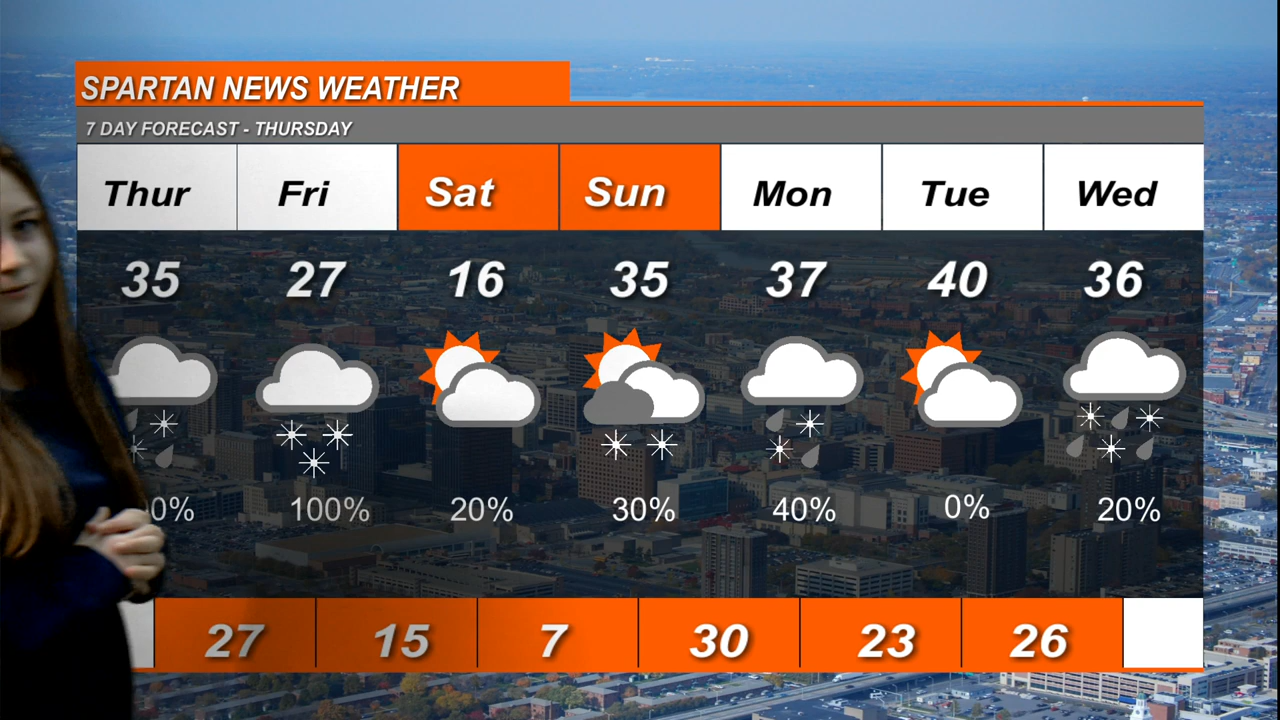 SPARTAN NEWS WEATHER
7 DAY FORECAST - THURSDAY
Thur Fri Sat Sun Mon Tue Wed
35 27 16 35 37 40 36
0% 100% 20% 30% 40% 0% 20%
27 15 7 30 23 26